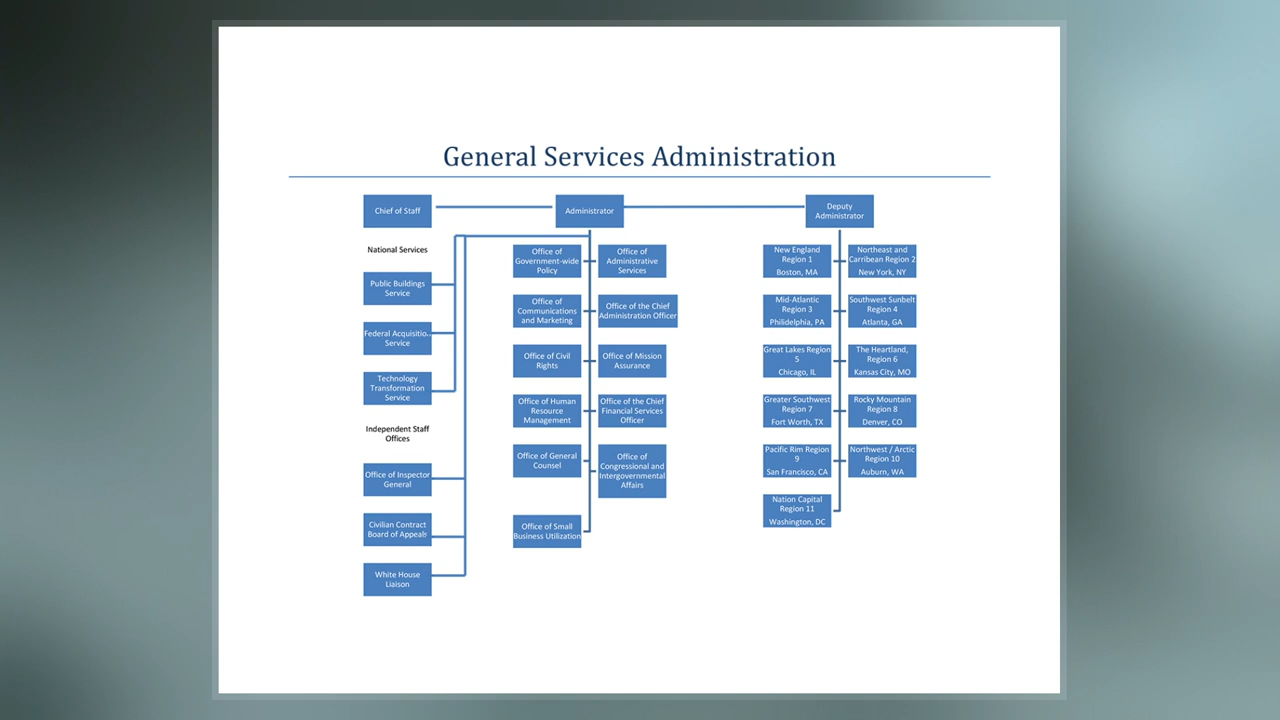 General Services Administration
Chief of Staff
Administrator
Deputy
Administrator
National Services
Public Buildings
Service
Federal Acquisition
Service
Technology
Transformation
Service
Independent Staff
Offices
Office of Inspector
General
Civilian Contract
Board of Appeals
White House
Liaison
Office of
Government-wide
Policy
Office of
Administrative
Services
Office of
Communications
and Marketing
Office of the Chief
Administration Officer
Office of Civil
Rights
Office of Mission
Assurance
Office of Human
Resource
Management
Office of the Chief
Financial Services
Officer
Office of General
Counsel
Office of
Congressional and
Intergovernmental
Affairs
Office of Small
Business Utilization
New England
Region 1
Boston, MA
Northeast and
Carribean Region 2
New York, NY
Mid-Atlantic
Region 3
Philidelphia, PA
Southwest Sunbelt
Region 4
Atlanta, GA
Great Lakes Region
5
Chicago, IL
The Heartland,
Region 6
Kansas City, MO
Greater Southwest
Region 7
Fort Worth, TX
Rocky Mountain
Region 8
Denver, CO
Pacific Rim Region
9
San Francisco, CA
Northwest / Arctic
Region 10
Auburn, WA
Nation Capital
Region 11
Washington, DC